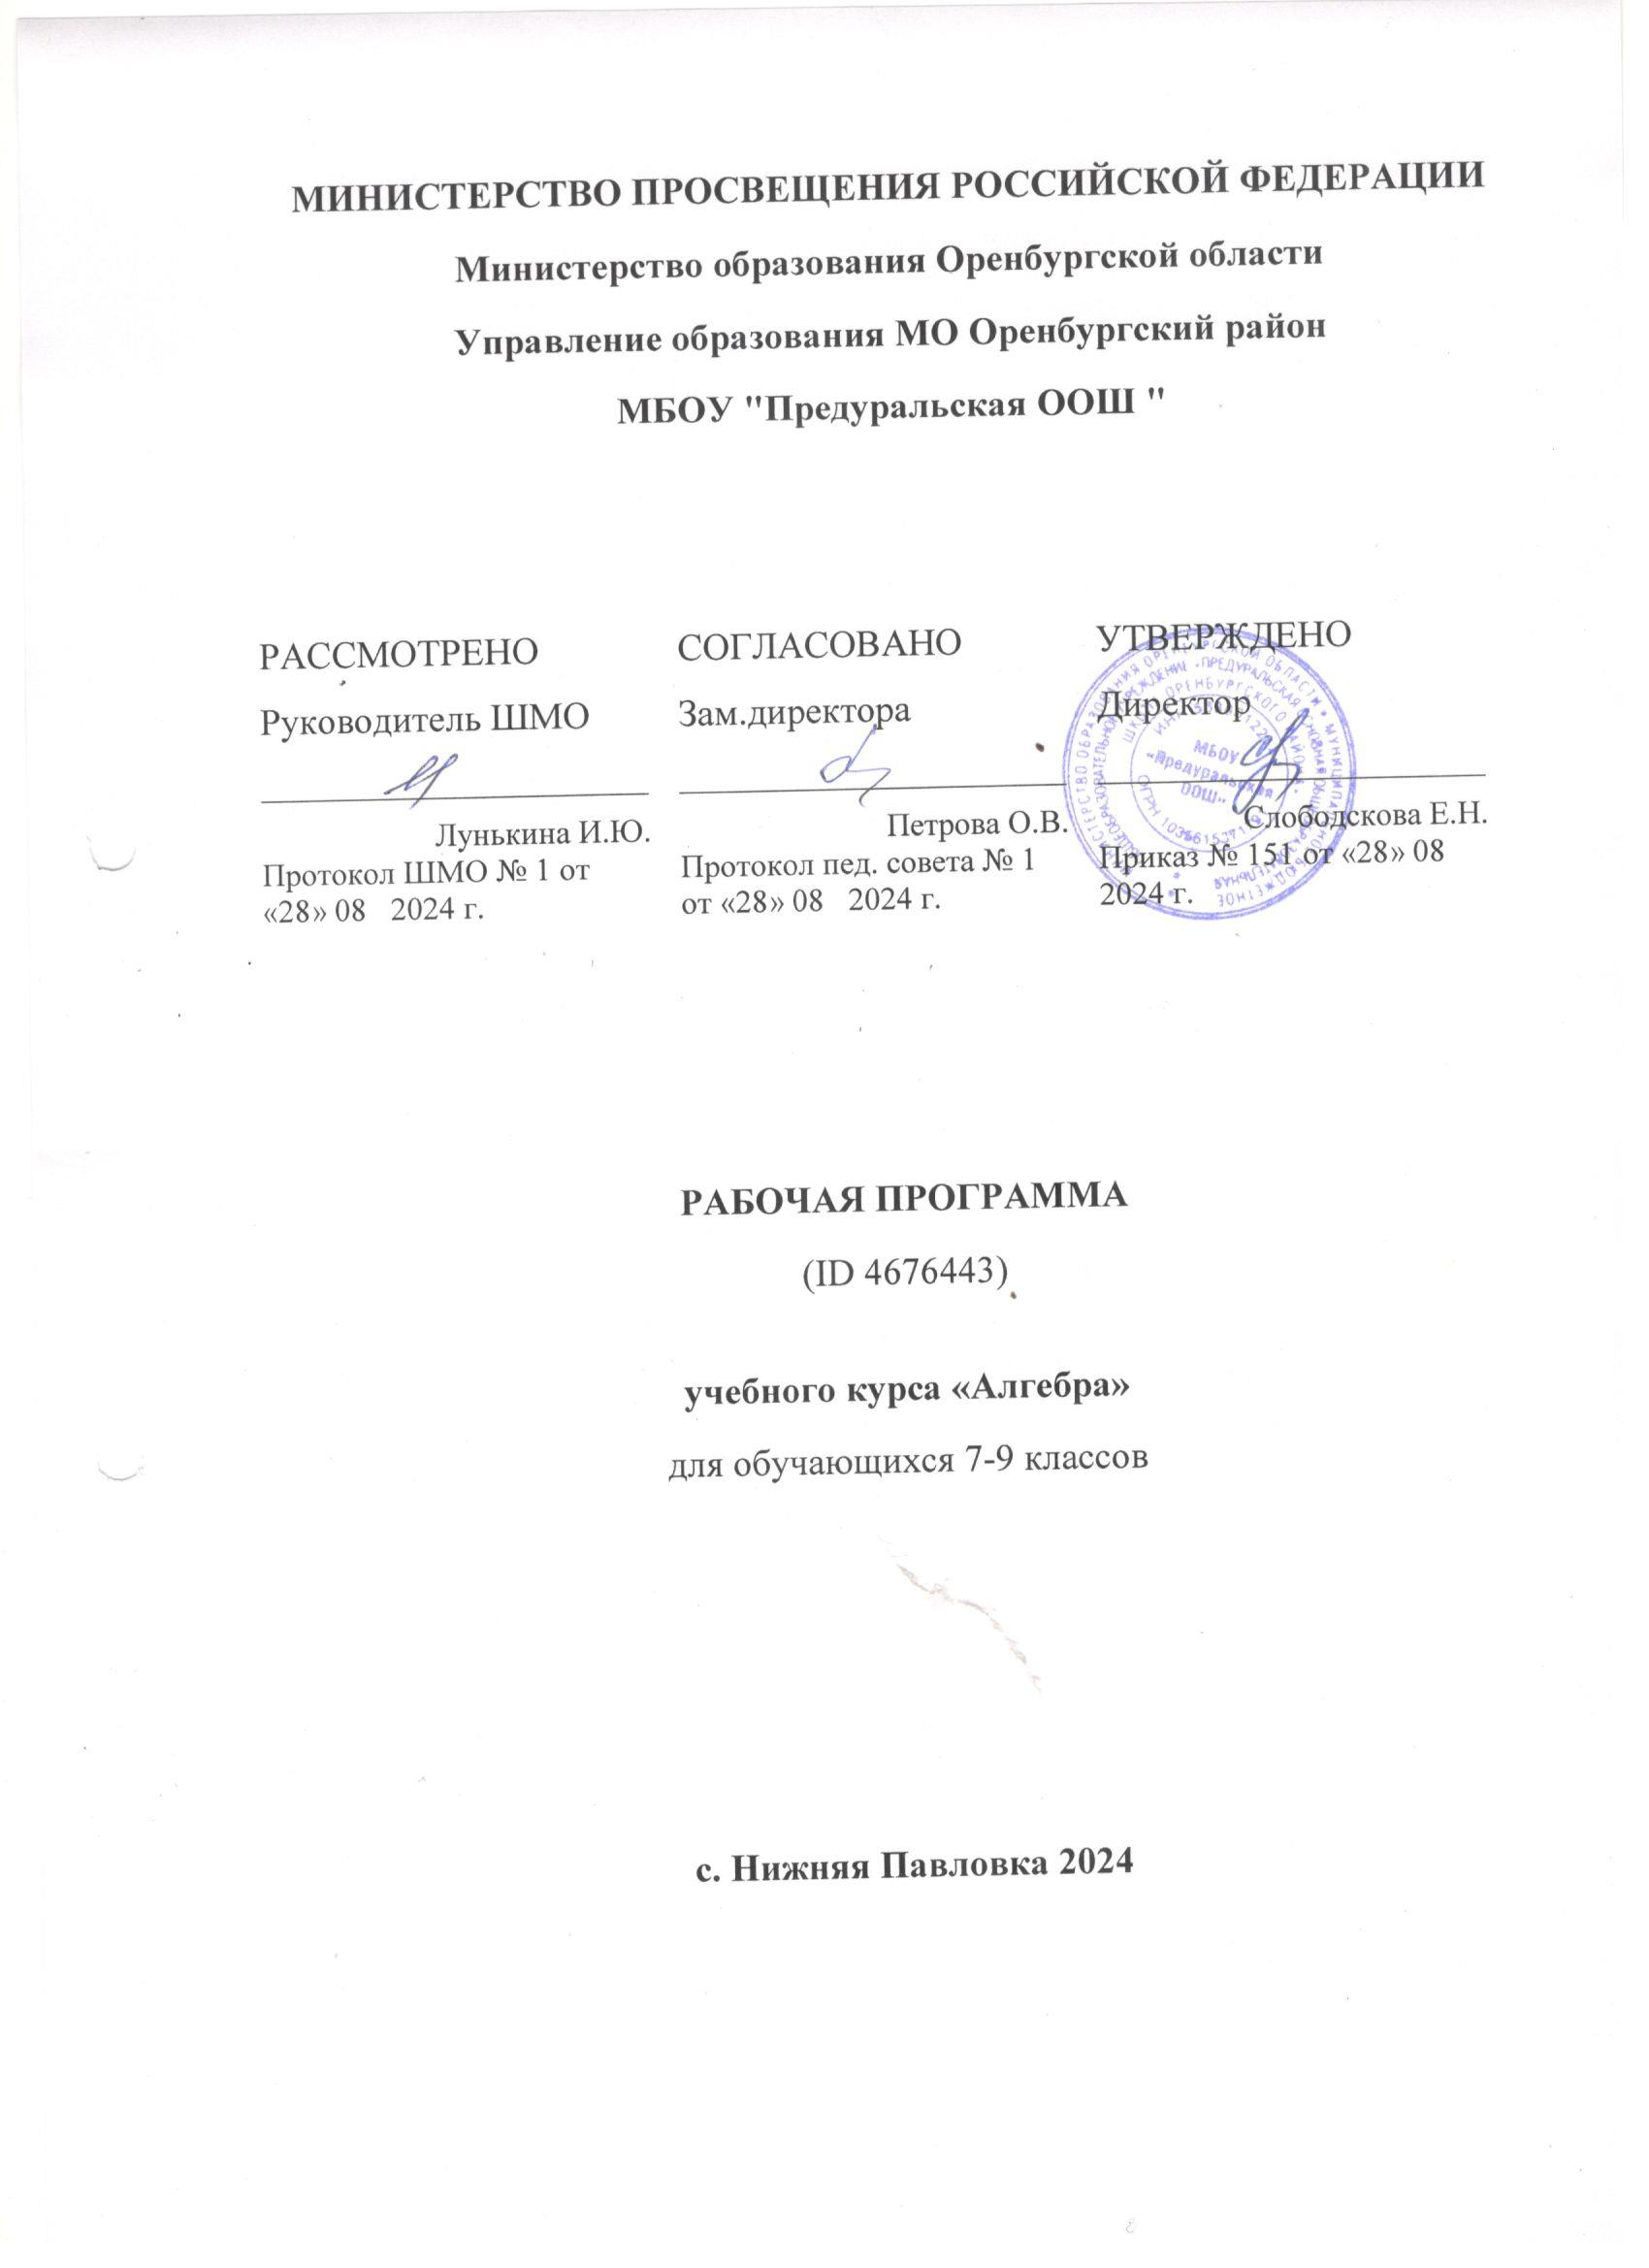 МИНИСТЕРСТВО ПРОСВЕЩЕНИЯ РОССИЙСКОЙ ФЕДЕРАЦИИ
Министерство образования Оренбургской области
Управление образования МО Оренбургский район
МБОУ "Предуральская ООШ "
РАССМОТРЕНО
Руководитель ШМО
Лунькина И.Ю.
Протокол ШМО № 1 от
«28» 08 2024 г.
СОГЛАСОВАНО
Зам.директора
Петрова О.В.
Протокол пед. совета № 1
от «28» 08 2024 г.
УТВЕРЖДЕНО
Директор
Слободскова Е.Н.
Приказ № 151 от «28» 08
2024 г.
МБОУ
«Предуральская
ООШ»
РАБОЧАЯ ПРОГРАММА
(ID 4676443)
учебного курса «Алгебра»
для обучающихся 7-9 классов
с. Нижняя Павловка 2024